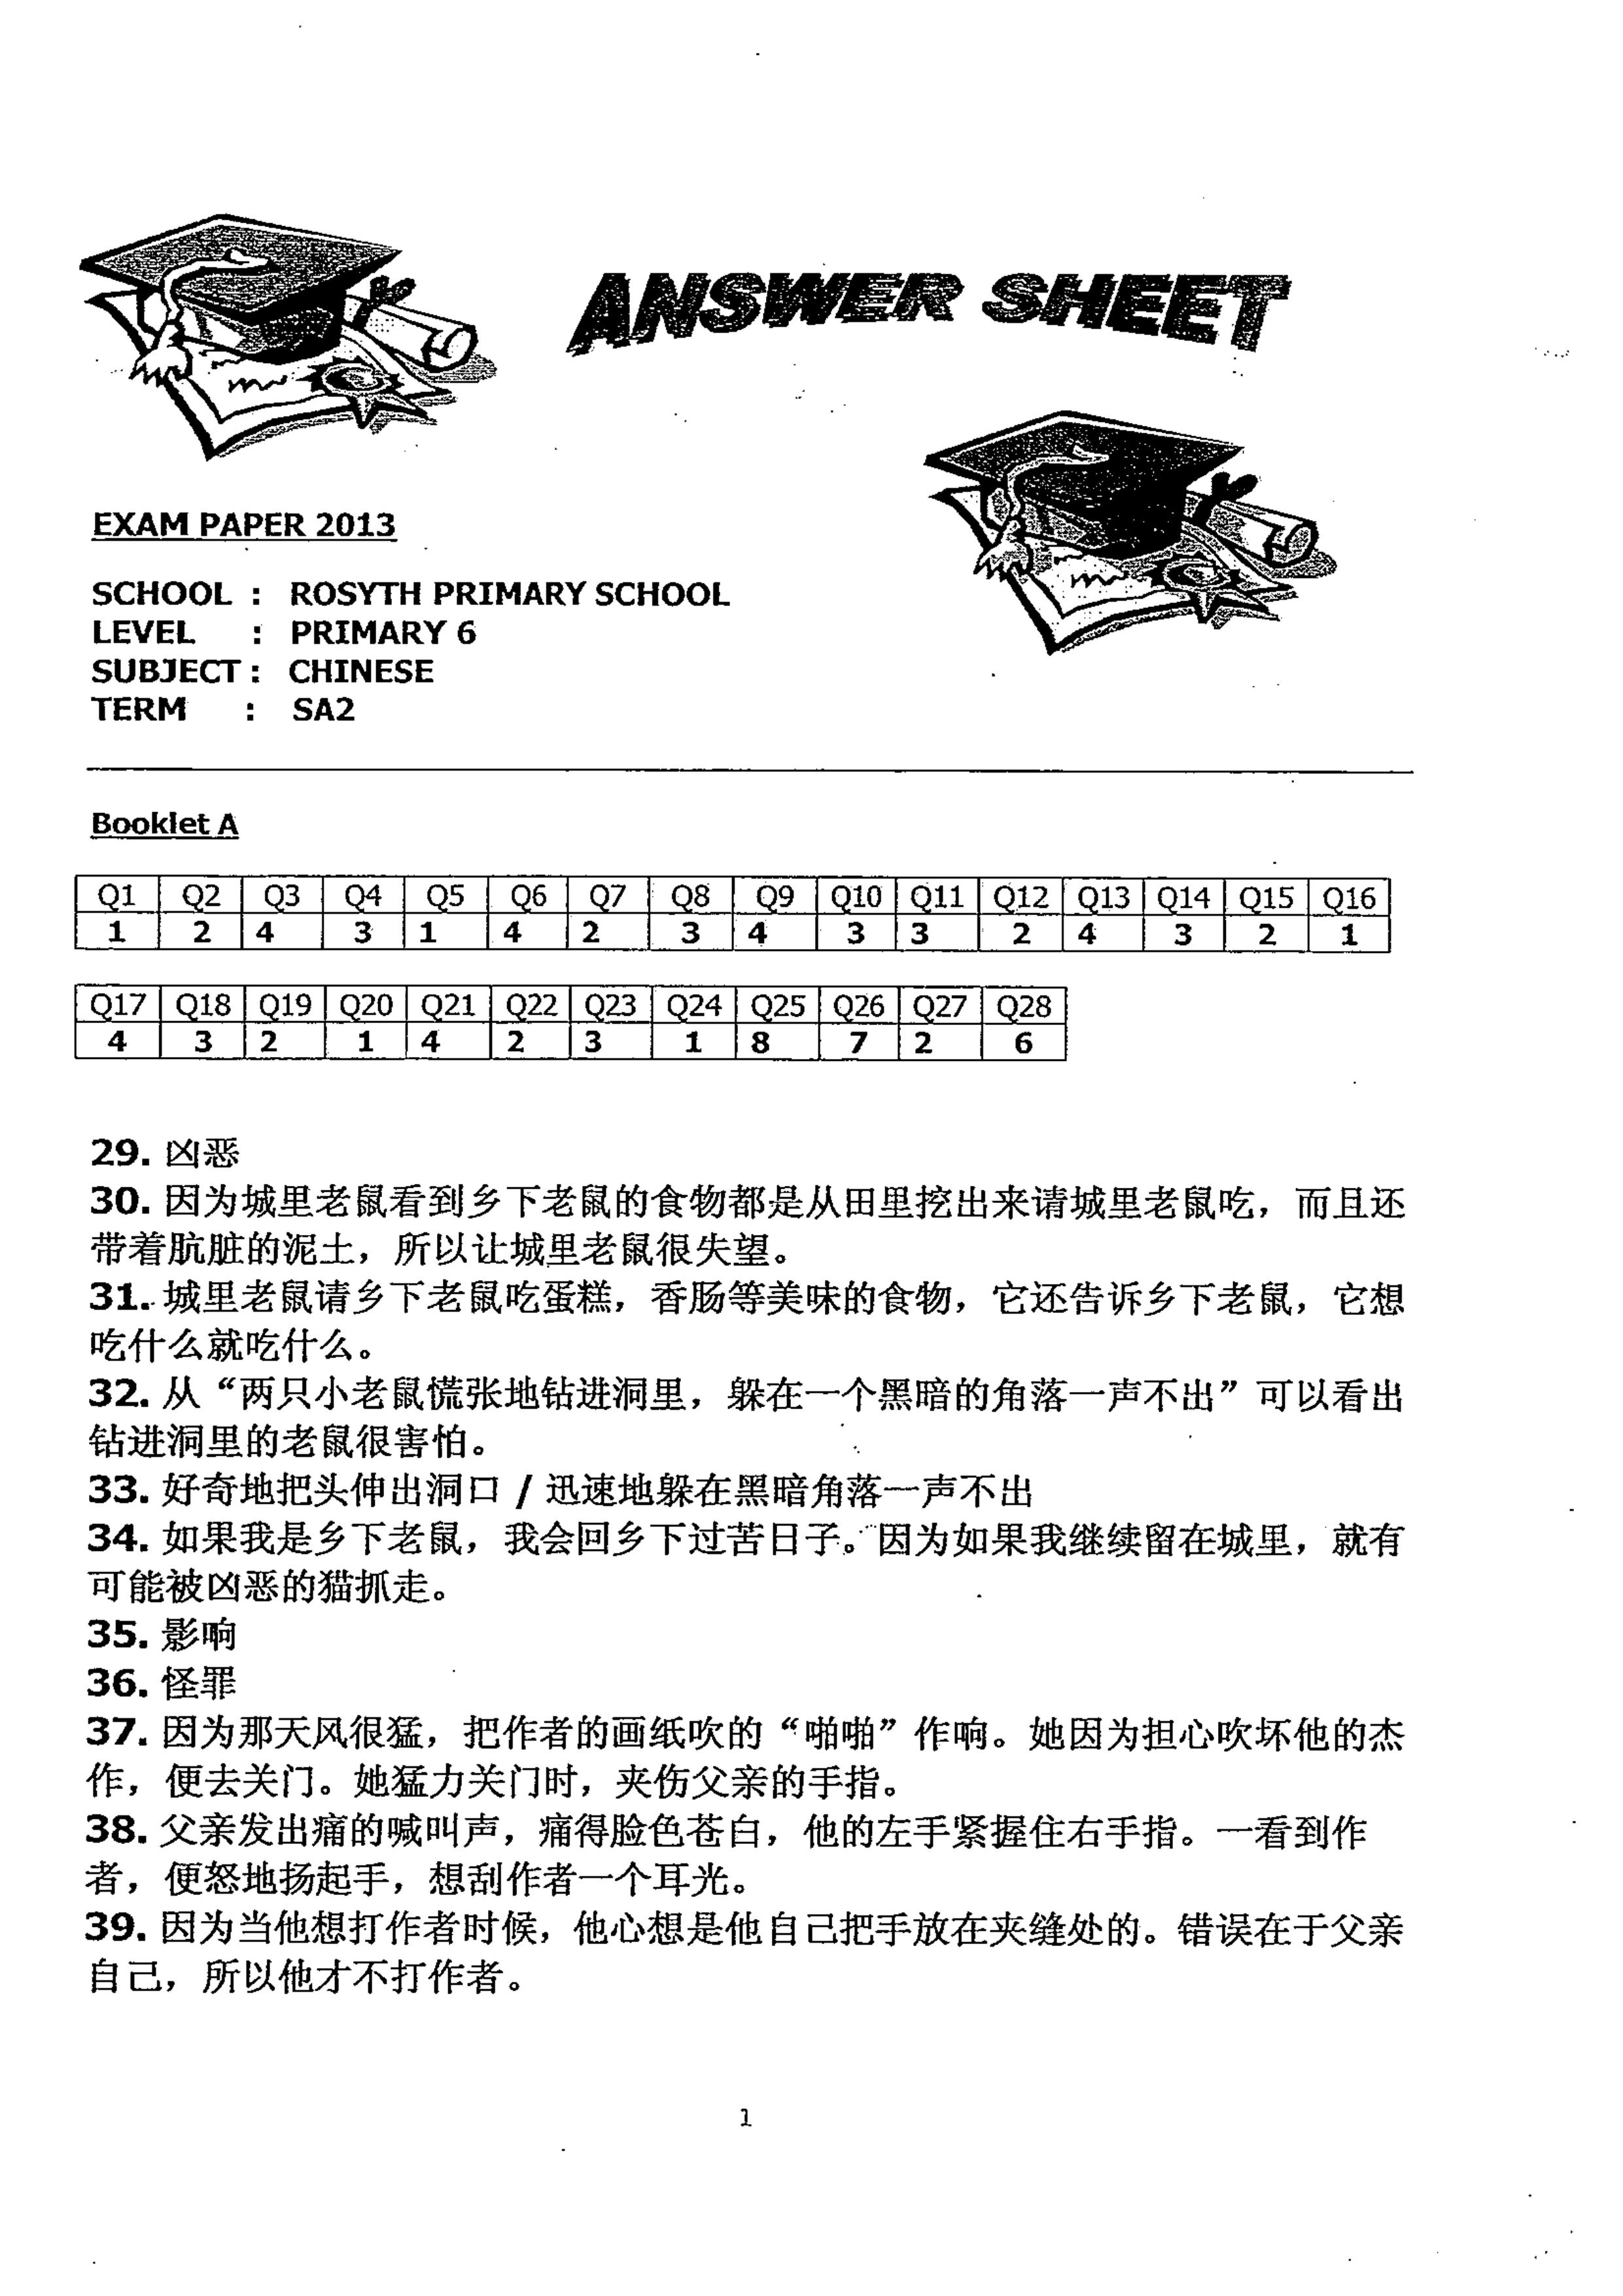 ANSWER SHEET
EXAM PAPER 2013
SCHOOL : ROSYTH PRIMARY SCHOOL
LEVEL : PRIMARY 6
SUBJECT : CHINESE
TERM : SA2
Booklet A
Q1 Q2 Q3 Q4 Q5 Q6 Q7 Q8 Q9 Q10 Q11 Q12 Q13 Q14 Q15 Q16
1 2 4 3 1 4 2 3 4 3 3 2 4 3 2 1
Q17 Q18 Q19 Q20 Q21 Q22 Q23 Q24 Q25 Q26 Q27 Q28
4 3 2 1 4 2 3 1 8 7 2 6
29. 凶恶
30. 因为城里老鼠看到乡下老鼠的食物都是从田里挖出来请城里老鼠吃，而且还
带着肮脏的泥土，所以让城里老鼠很失望。
31. 城里老鼠请乡下老鼠吃蛋糕，香肠等美味的食物，它还告诉乡下老鼠，它想
吃什么就吃什么。
32. 从“两只小老鼠慌张地钻进洞里，躲在一个黑暗的角落一声不出”可以看出
钻进洞里的老鼠很害怕。
33. 好奇地把头伸出洞口 / 迅速地躲在黑暗角落一声不出
34. 如果我是乡下老鼠，我会回乡下过苦日子。因为如果我继续留在城里，就有
可能被凶恶的猫抓走。
35. 影响
36. 怪罪
37. 因为那天风很猛，把作者的画纸吹的“啪啪”作响。她因为担心吹坏他的杰
作，便去关门。她猛力关门时，夹伤父亲的手指。
38. 父亲发出痛的喊叫声，痛得脸色苍白，他的左手紧握住右手指。一看到作
者，便怒地扬起手，想刮作者一个耳光。
39. 因为当他想打作者时候，他心想是他自己把手放在夹缝处的。错误在于父亲
自己，所以他才不打作者。
1